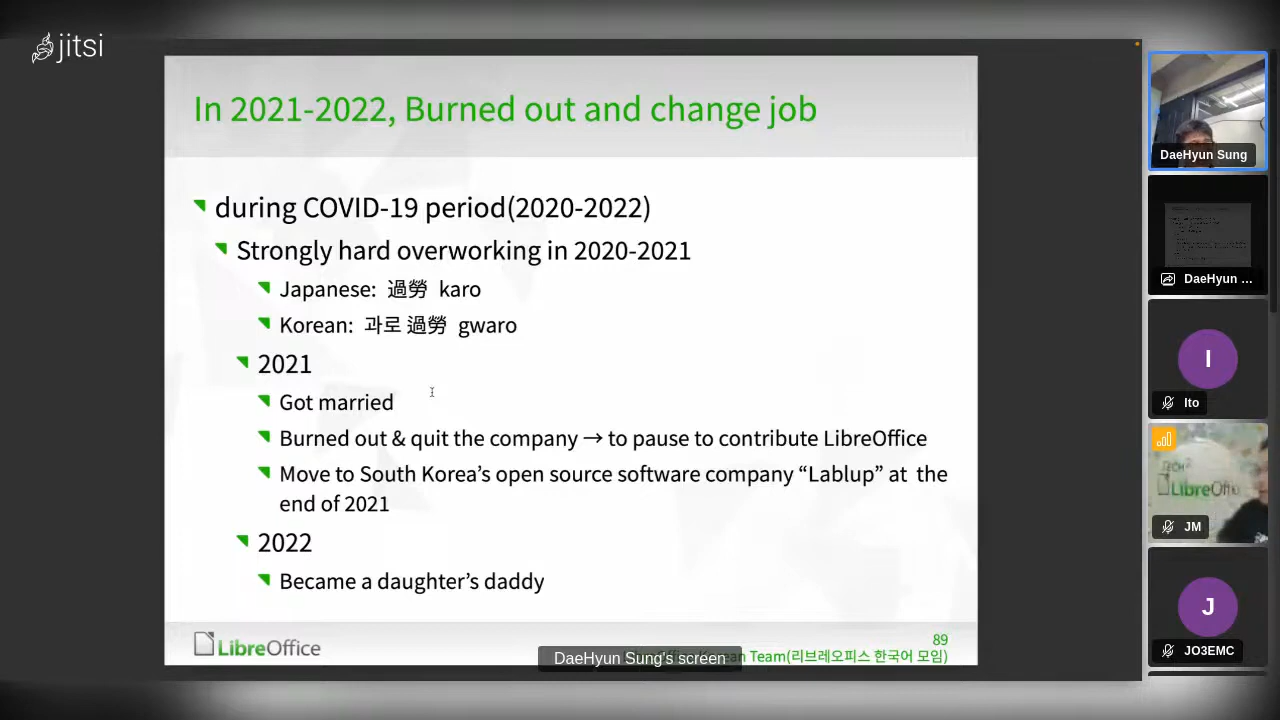 jitsi
In 2021-2022, Burned out and change job
during COVID-19 period(2020-2022)
Strongly hard overworking in 2020-2021
Japanese: 過勞 karo
Korean: 과로 過勞 gwaro
2021
Got married
Burned out & quit the company → to pause to contribute LibreOffice
Move to South Korea’s open source software company “Lablup” at the
end of 2021
2022
Became a daughter’s daddy
LibreOffice
89
Team(리브레오피스 한국어 모임)
DaeHyun Sung's screen
DaeHyun Sung
DaeHyun ...
I
Ito
TECH
LibreOffi
JM
J
JO3EMC